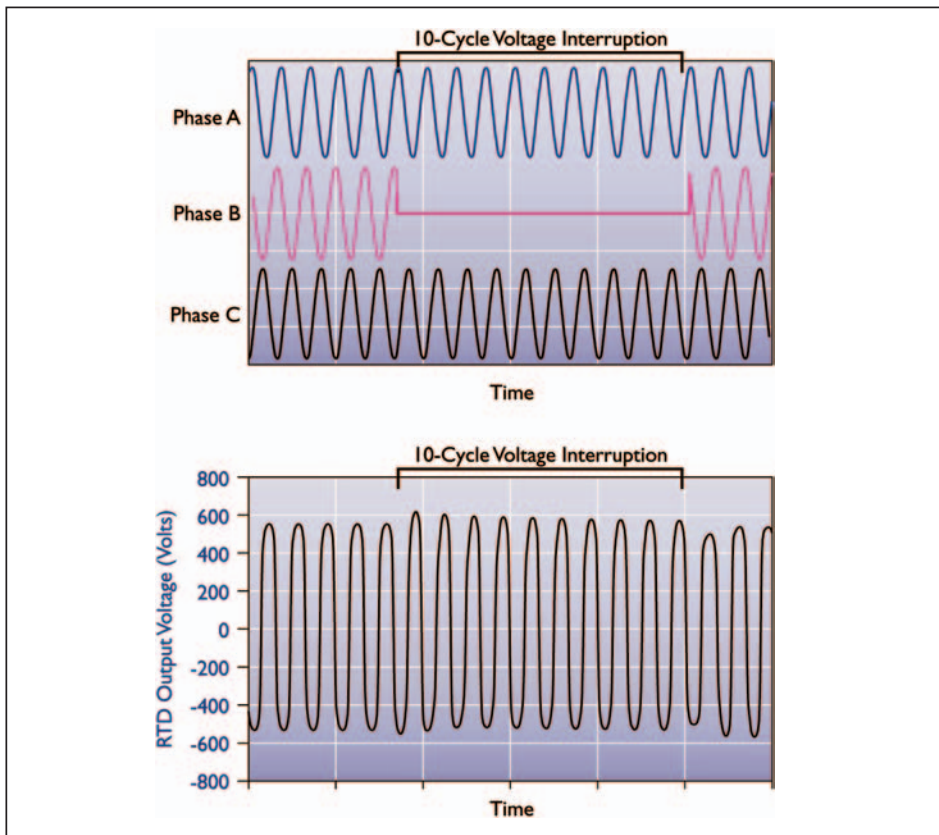 10-Cycle Voltage Interruption
Phase A
Phase B
Phase C
Time
10-Cycle Voltage Interruption
RTD Output Voltage (Volts)
800
600
400
200
0
-200
-400
-600
-800
Time